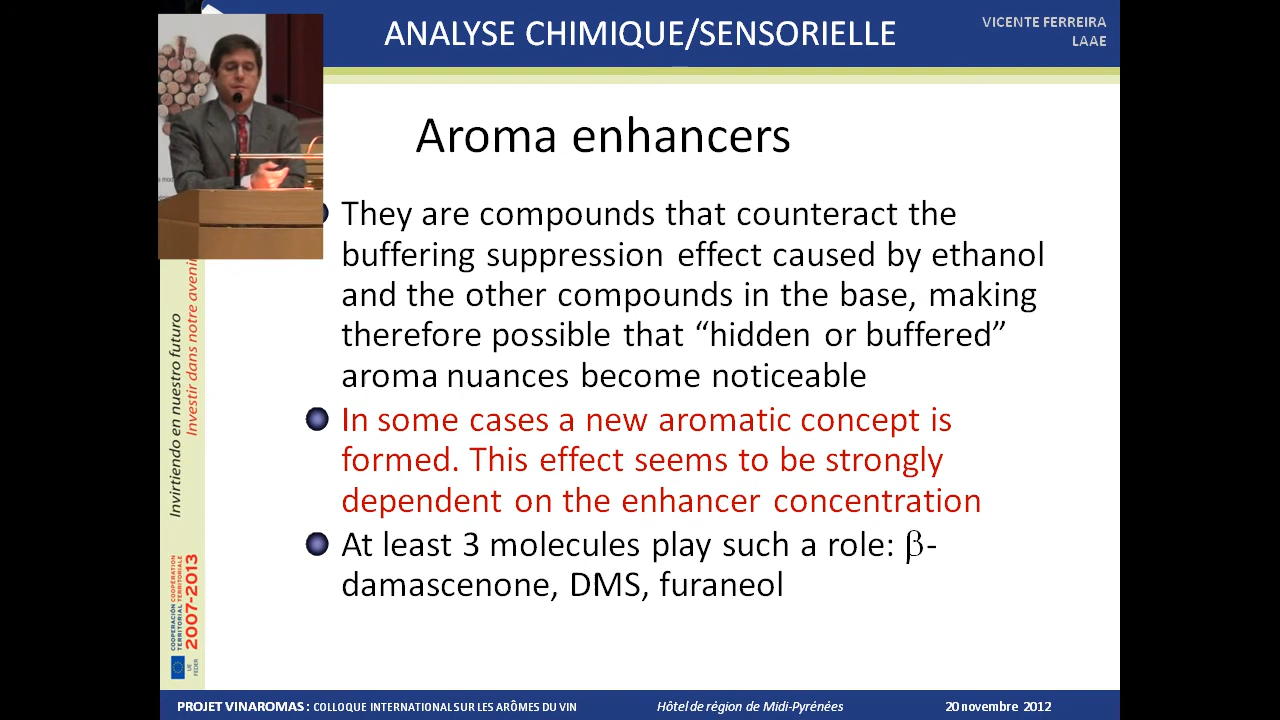 ANALYSE CHIMIQUE/SENSORIELLE
VICENTE FERREIRA
LAAE
Aroma enhancers
They are compounds that counteract the
buffering suppression effect caused by ethanol
and the other compounds in the base, making
therefore possible that “hidden or buffered”
aroma nuances become noticeable
In some cases a new aromatic concept is
formed. This effect seems to be strongly
dependent on the enhancer concentration
At least 3 molecules play such a role: β-
damascenone, DMS, furaneol
Invirtiendo en nuestro futuro
Investir dans notre avenir
COOPERACIÓN TERRITORIAL
COOPÉRATION TERRITORIALE
2007-2013
UE
FEDER
PROJET VINAROMAS : COLLOQUE INTERNATIONAL SUR LES ARÔMES DU VIN
Hôtel de région de Midi-Pyrénées
20 novembre 2012